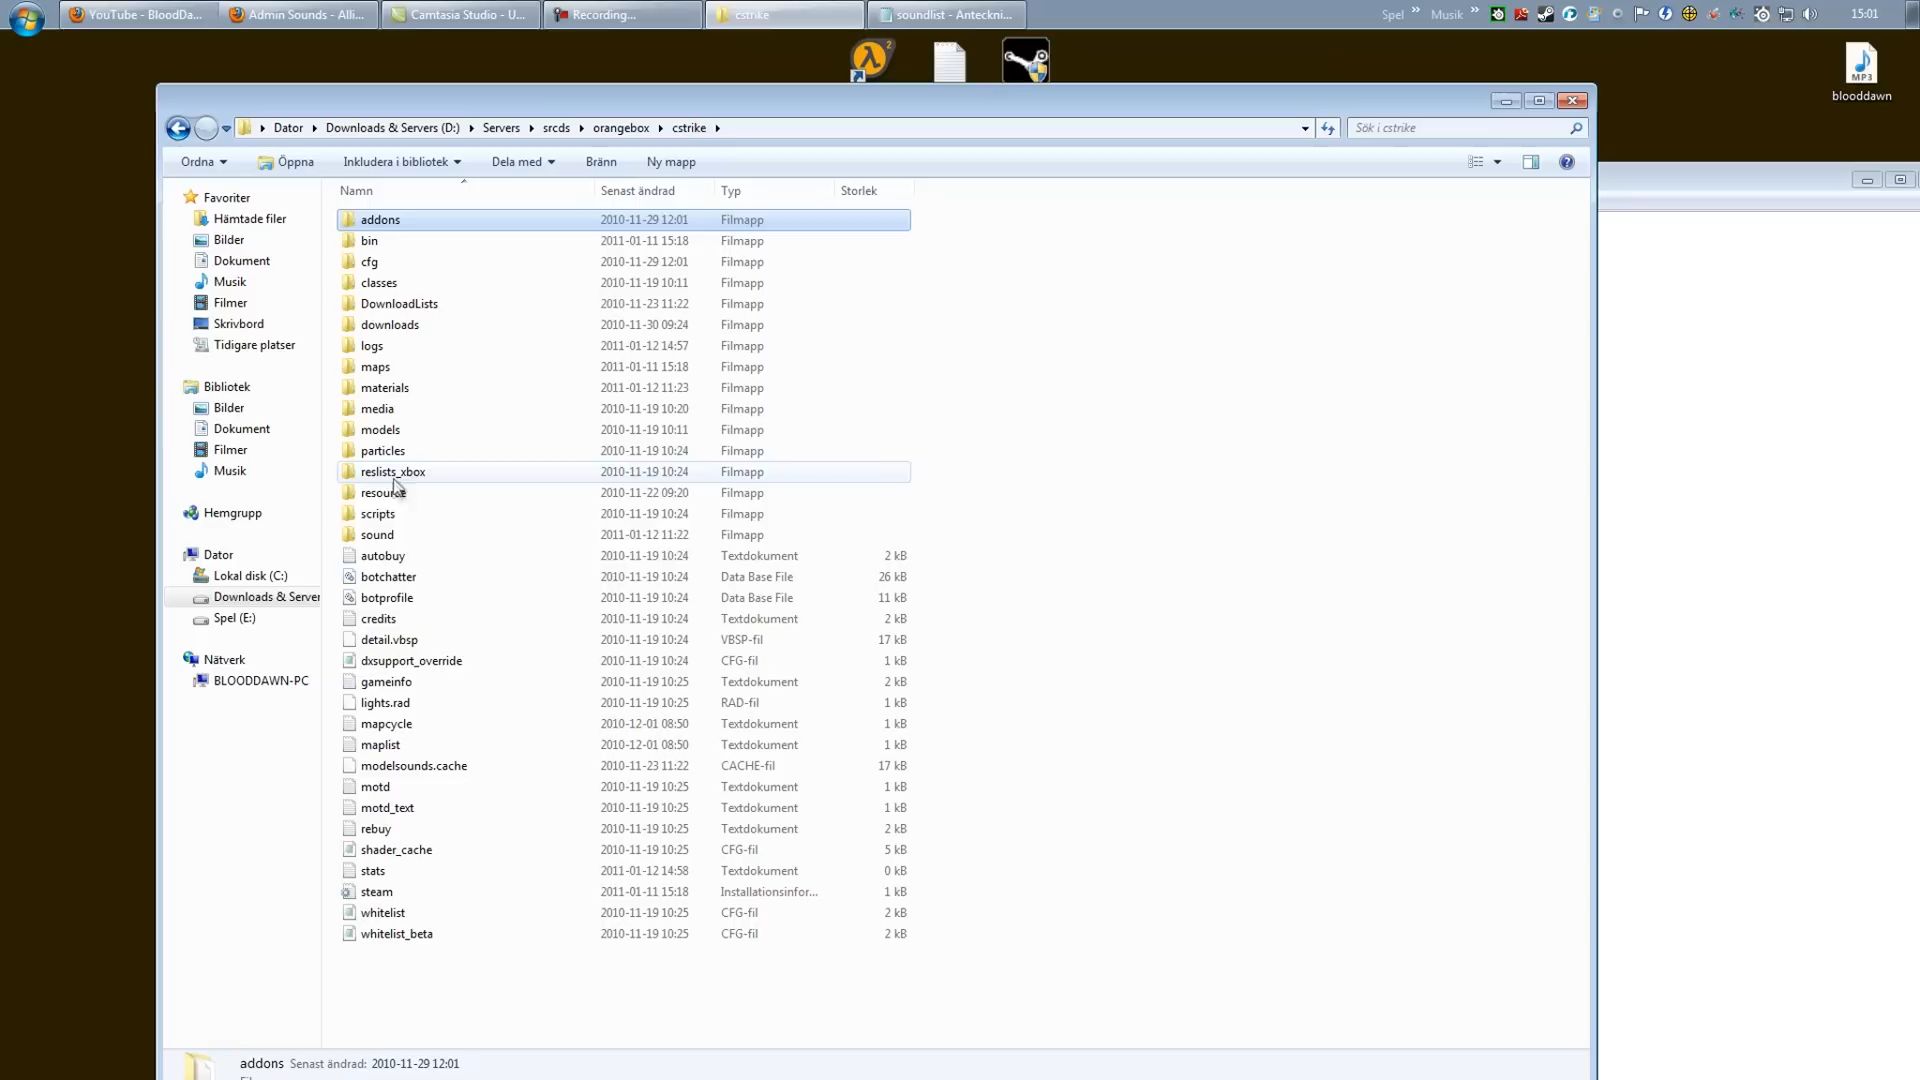 YouTube - BloodDa...
Admin Sounds - Alli...
Camtasia Studio - U...
Recording...
cstrike
soundlist - Anteckni...
Spel »
Musik »
15:01
2
MP3
blooddawn
Dator
Downloads & Servers (D:)
Servers
srcds
orangebox
cstrike
Sök i cstrike
Ordna
Öppna
Inkludera i bibliotek
Dela med
Bränn
Ny mapp
Favoriter
Hämtade filer
Bilder
Dokument
Musik
Filmer
Skrivbord
Tidigare platser
Bibliotek
Bilder
Dokument
Filmer
Musik
Hemgrupp
Dator
Lokal disk (C:)
Downloads & Server
Spel (E:)
Nätverk
BLOODDAWN-PC
Namn Senast ändrad Typ Storlek
addons 2010-11-29 12:01 Filmapp
bin 2011-01-11 15:18 Filmapp
cfg 2010-11-29 12:01 Filmapp
classes 2010-11-19 10:11 Filmapp
DownloadLists 2010-11-23 11:22 Filmapp
downloads 2010-11-30 09:24 Filmapp
logs 2011-01-12 14:57 Filmapp
maps 2011-01-11 15:18 Filmapp
materials 2011-01-12 11:23 Filmapp
media 2010-11-19 10:20 Filmapp
models 2010-11-19 10:11 Filmapp
particles 2010-11-19 10:24 Filmapp
reslists_xbox 2010-11-19 10:24 Filmapp
resource 2010-11-22 09:20 Filmapp
scripts 2010-11-19 10:24 Filmapp
sound 2011-01-12 11:22 Filmapp
autobuy 2010-11-19 10:24 Textdokument 2 kB
botchatter 2010-11-19 10:24 Data Base File 26 kB
botprofile 2010-11-19 10:24 Data Base File 11 kB
credits 2010-11-19 10:24 Textdokument 2 kB
detail.vbsp 2010-11-19 10:24 VBSP-fil 17 kB
dxsupport_override 2010-11-19 10:24 CFG-fil 1 kB
gameinfo 2010-11-19 10:25 Textdokument 2 kB
lights.rad 2010-11-19 10:25 RAD-fil 1 kB
mapcycle 2010-12-01 08:50 Textdokument 1 kB
maplist 2010-12-01 08:50 Textdokument 1 kB
modelsounds.cache 2010-11-23 11:22 CACHE-fil 17 kB
motd 2010-11-19 10:25 Textdokument 1 kB
motd_text 2010-11-19 10:25 Textdokument 1 kB
rebuy 2010-11-19 10:25 Textdokument 2 kB
shader_cache 2010-11-19 10:25 CFG-fil 5 kB
stats 2011-01-12 14:58 Textdokument 0 kB
steam 2011-01-11 15:18 Installationsinfor... 1 kB
whitelist 2010-11-19 10:25 CFG-fil 2 kB
whitelist_beta 2010-11-19 10:25 CFG-fil 2 kB
addons Senast ändrad: 2010-11-29 12:01